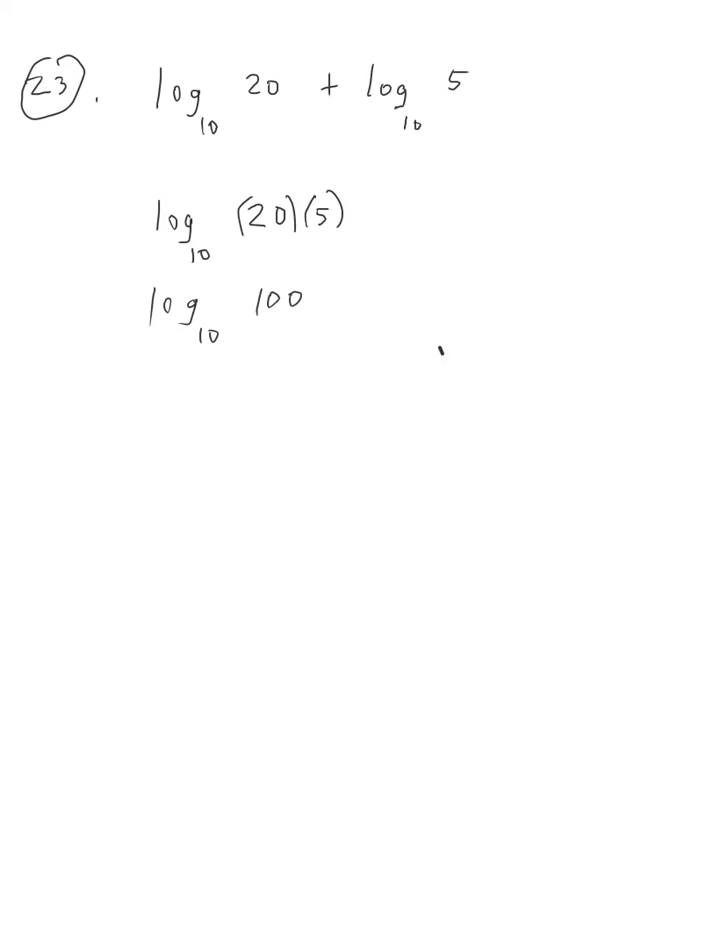 23. log₁₀ 20 + log₁₀ 5
log₁₀ (20)(5)
log₁₀ 100